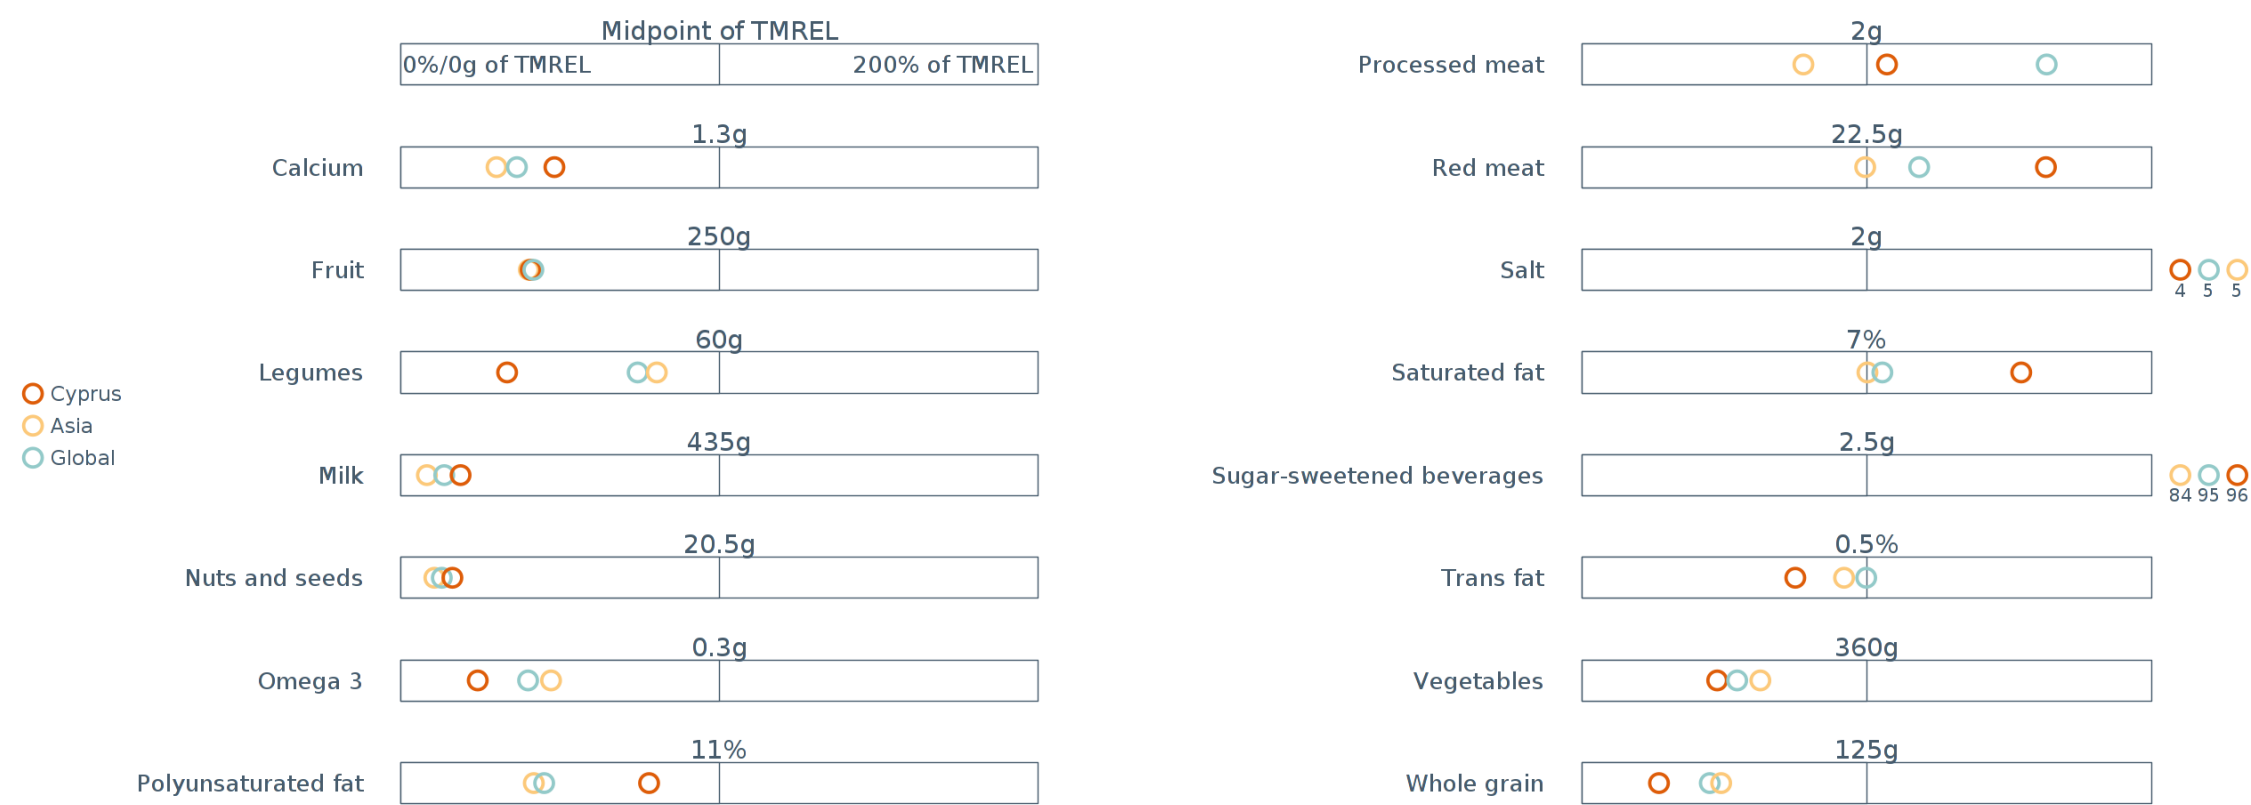 Midpoint of TMREL
0%/0g of TMREL 200% of TMREL
1.3g
Calcium
250g
Fruit
60g
Legumes
435g
Milk
20.5g
Nuts and seeds
0.3g
Omega 3
11%
Polyunsaturated fat
Cyprus
Asia
Global
2g
Processed meat
22.5g
Red meat
2g
Salt
4 5 5
7%
Saturated fat
2.5g
Sugar-sweetened beverages
84 95 96
0.5%
Trans fat
360g
Vegetables
125g
Whole grain